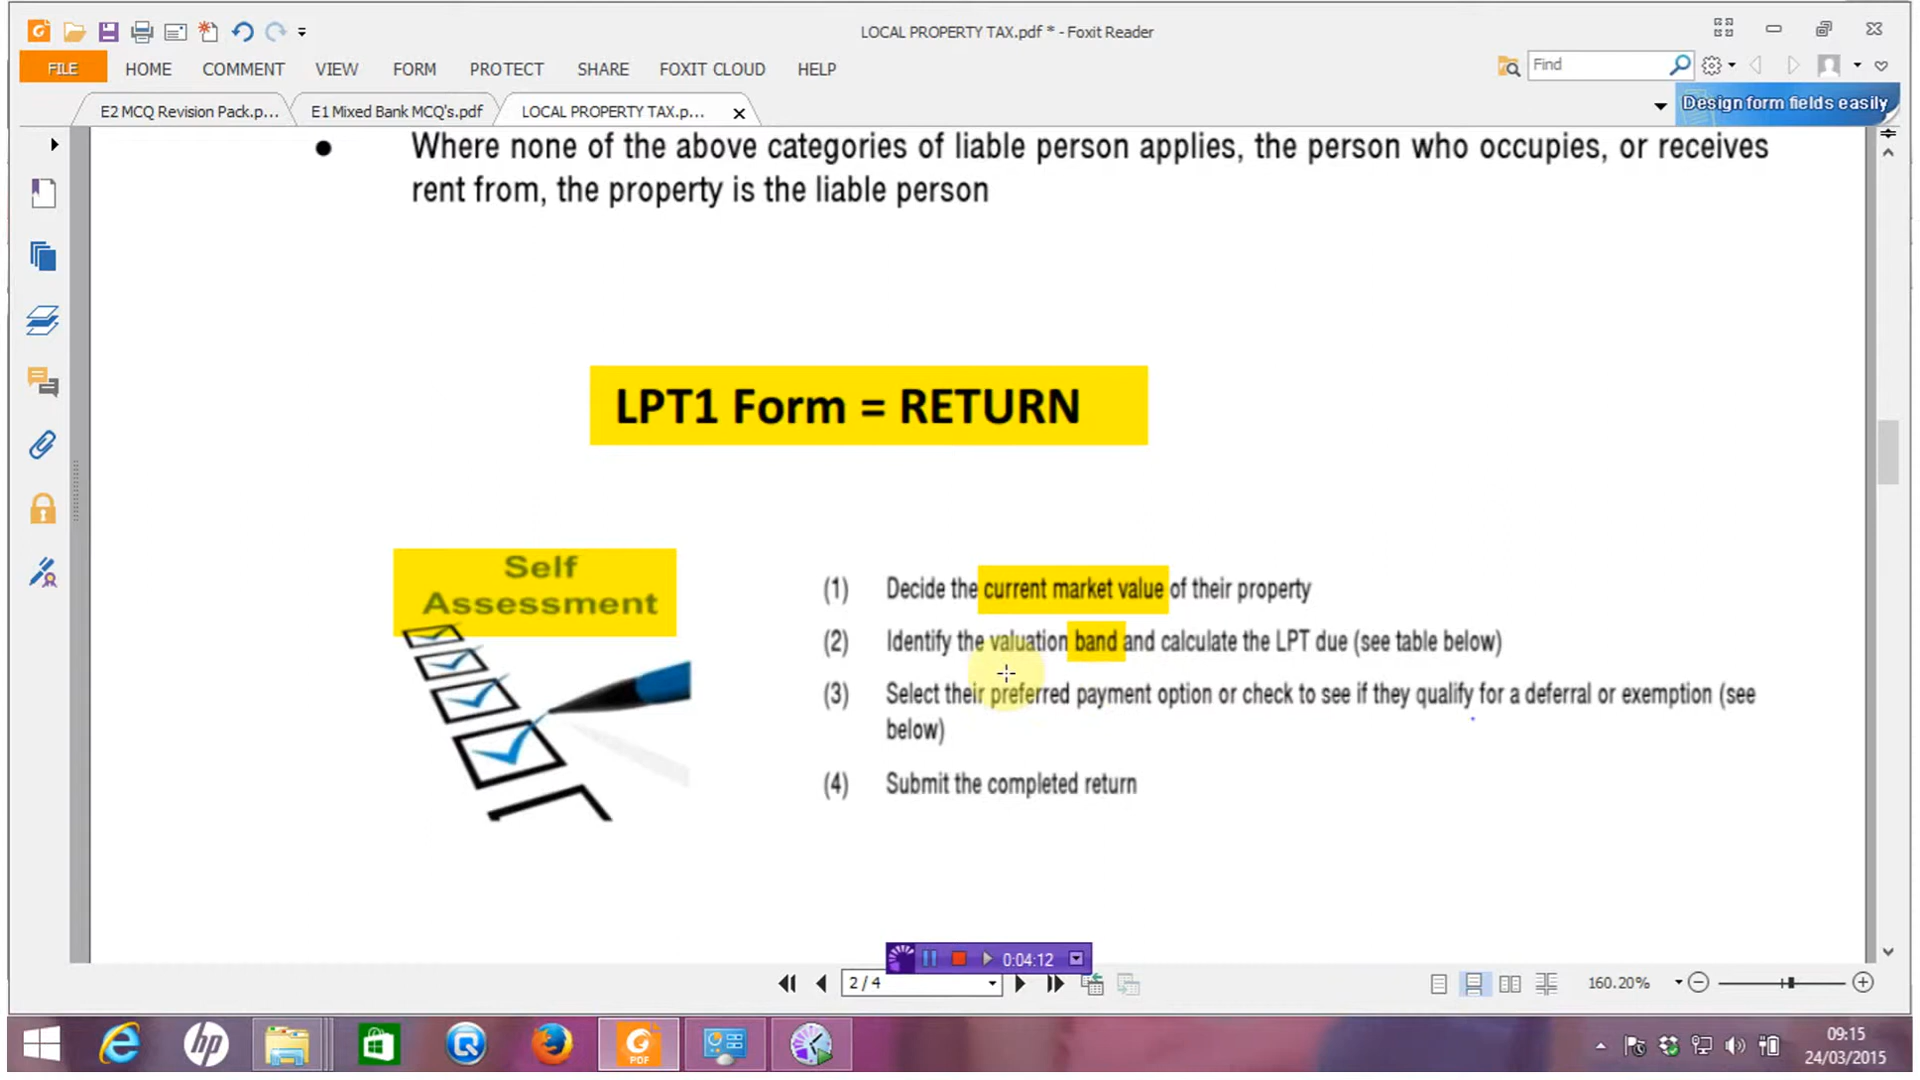 LOCAL PROPERTY TAX.pdf * - Foxit Reader
FILE HOME COMMENT VIEW FORM PROTECT SHARE FOXIT CLOUD HELP
Find
E2 MCQ Revision Pack.p... E1 Mixed Bank MCQ's.pdf LOCAL PROPERTY TAX.p...
Design form fields easily
● Where none of the above categories of liable person applies, the person who occupies, or receives
rent from, the property is the liable person
LPT1 Form = RETURN
Self
Assessment
(1) Decide the current market value of their property
(2) Identify the valuation band and calculate the LPT due (see table below)
(3) Select their preferred payment option or check to see if they qualify for a deferral or exemption (see
below)
(4) Submit the completed return
0:04:12
2 / 4
160.20%
hp
PDF
09:15
24/03/2015